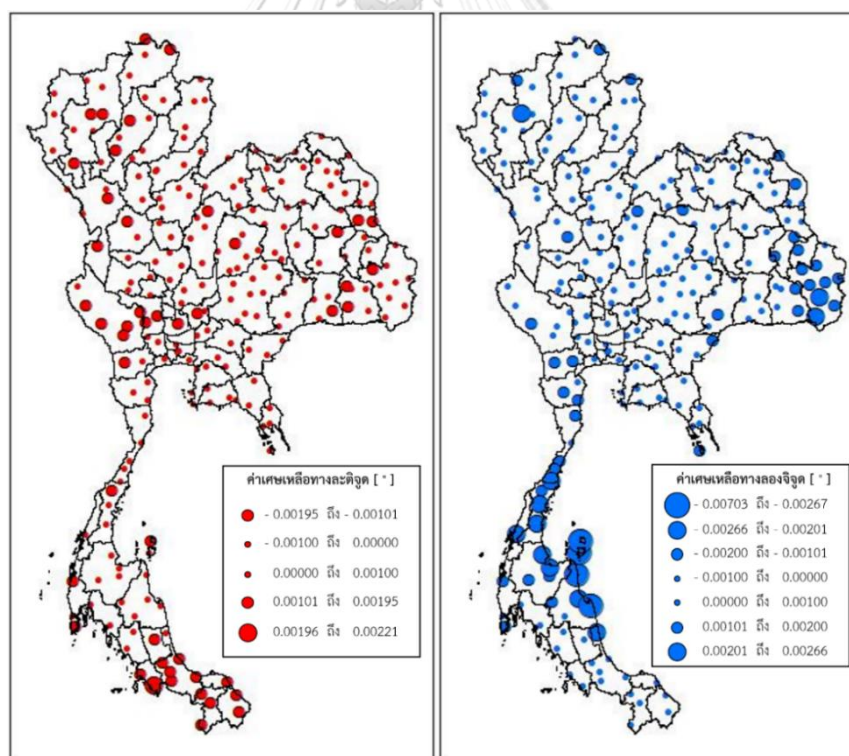 ค่าเศษเหลือทางละติจูด [ " ]
- 0.00195 ถึง - 0.00101
- 0.00100 ถึง 0.00000
0.00000 ถึง 0.00100
0.00101 ถึง 0.00195
0.00196 ถึง 0.00221
ค่าเศษเหลือทางลองจิจูด [ " ]
- 0.00703 ถึง - 0.00267
- 0.00266 ถึง - 0.00201
- 0.00200 ถึง - 0.00101
- 0.00100 ถึง 0.00000
0.00000 ถึง 0.00100
0.00101 ถึง 0.00200
0.00201 ถึง 0.00266